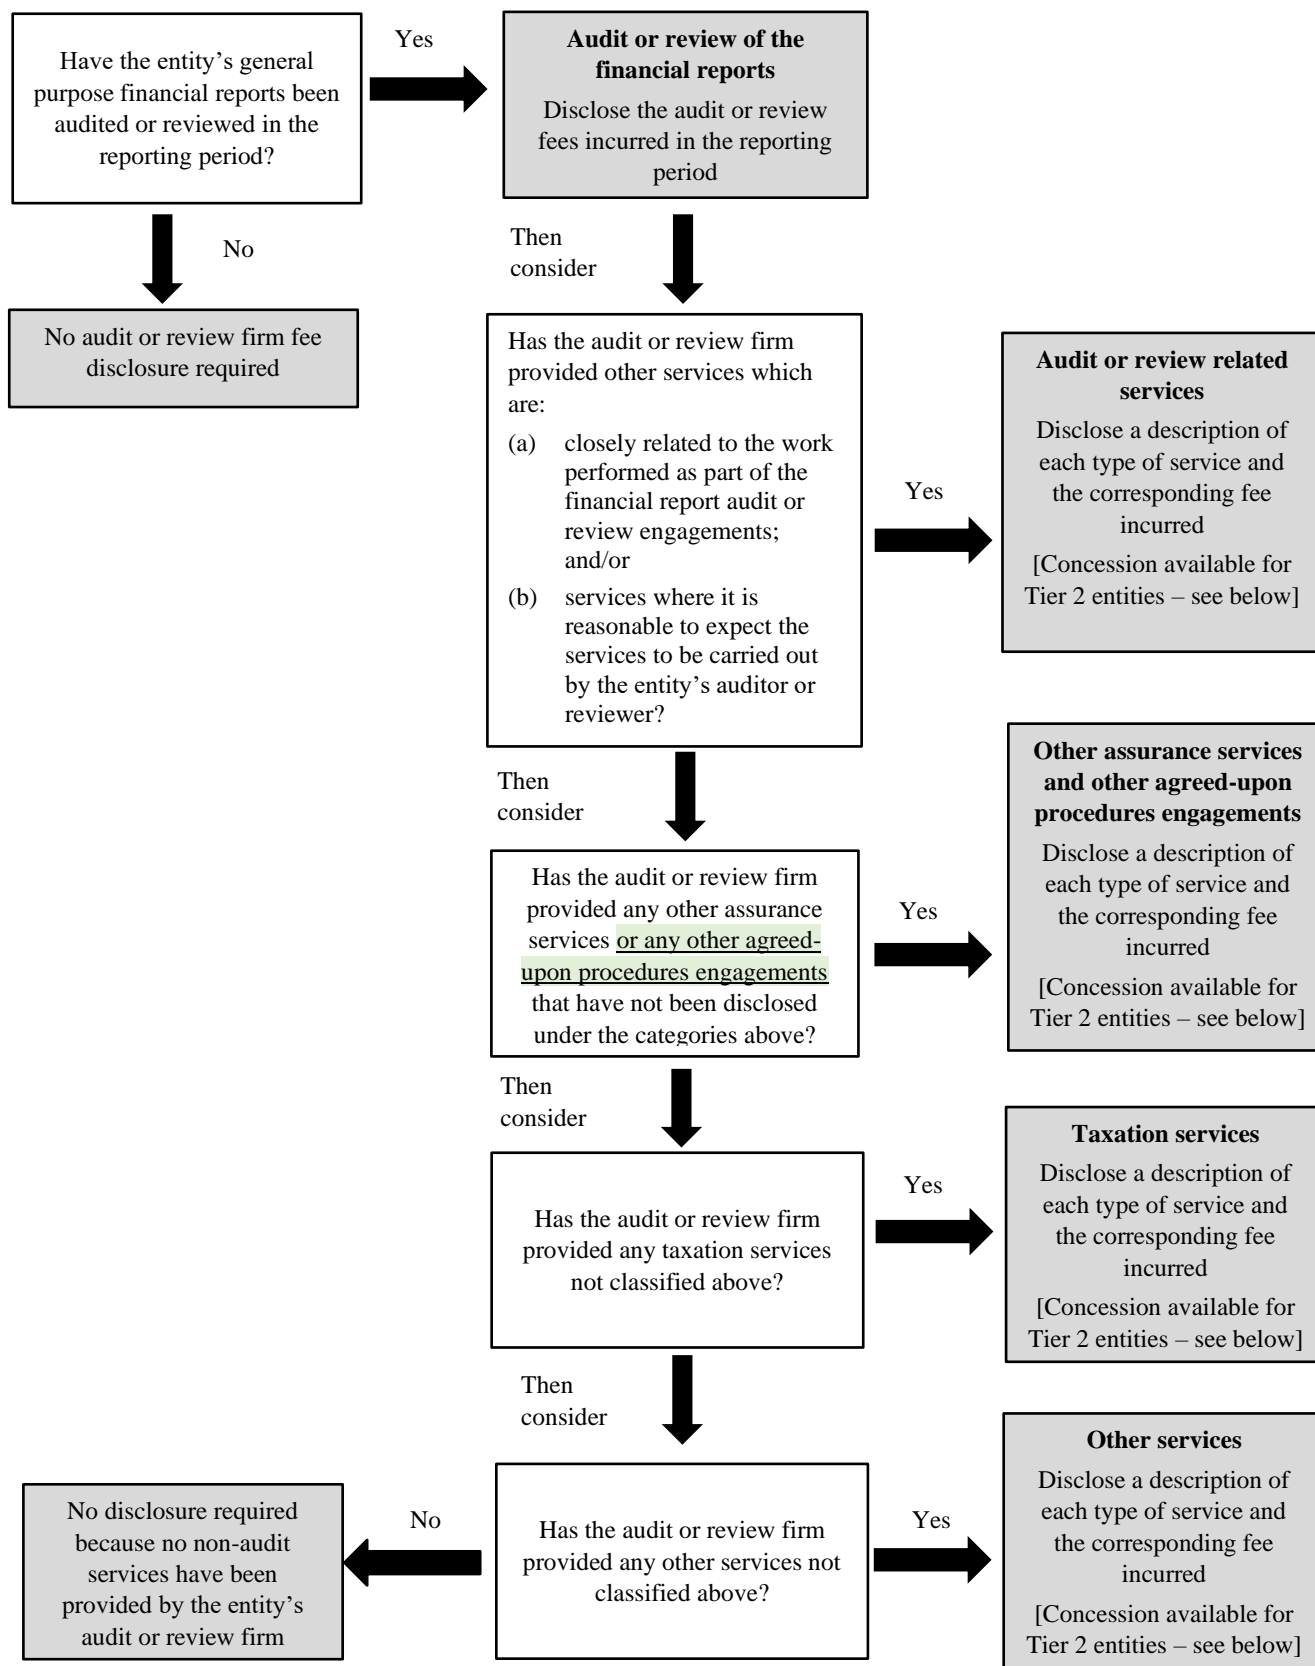 Have the entity’s general
purpose financial reports been
audited or reviewed in the
reporting period?
Yes
Audit or review of the
financial reports
Disclose the audit or review
fees incurred in the reporting
period
No
No audit or review firm fee
disclosure required
Then
consider
Has the audit or review firm
provided other services which
are:
(a) closely related to the work
performed as part of the
financial report audit or
review engagements;
and/or
(b) services where it is
reasonable to expect the
services to be carried out
by the entity’s auditor or
reviewer?
Yes
Audit or review related
services
Disclose a description of
each type of service and
the corresponding fee
incurred
[Concession available for
Tier 2 entities – see below]
Then
consider
Has the audit or review firm
provided any other assurance
services or any other agreed-
upon procedures engagements
that have not been disclosed
under the categories above?
Yes
Other assurance services
and other agreed-upon
procedures engagements
Disclose a description of
each type of service and
the corresponding fee
incurred
[Concession available for
Tier 2 entities – see below]
Then
consider
Has the audit or review firm
provided any taxation services
not classified above?
Yes
Taxation services
Disclose a description of
each type of service and
the corresponding fee
incurred
[Concession available for
Tier 2 entities – see below]
Then
consider
Has the audit or review firm
provided any other services not
classified above?
Yes
Other services
Disclose a description of
each type of service and
the corresponding fee
incurred
[Concession available for
Tier 2 entities – see below]
No
No disclosure required
because no non-audit
services have been
provided by the entity’s
audit or review firm